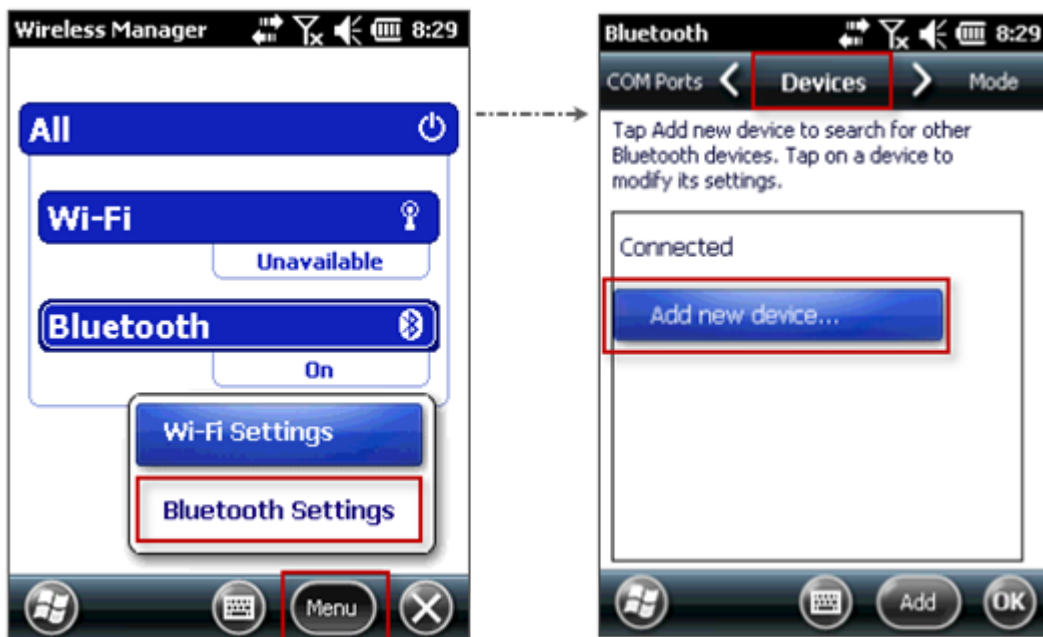 Wireless Manager 8:29
All
Wi-Fi
Unavailable
Bluetooth
On
Wi-Fi Settings
Bluetooth Settings
Menu
Bluetooth 8:29
COM Ports Devices Mode
Tap Add new device to search for other
Bluetooth devices. Tap on a device to
modify its settings.
Connected
Add new device...
Add OK